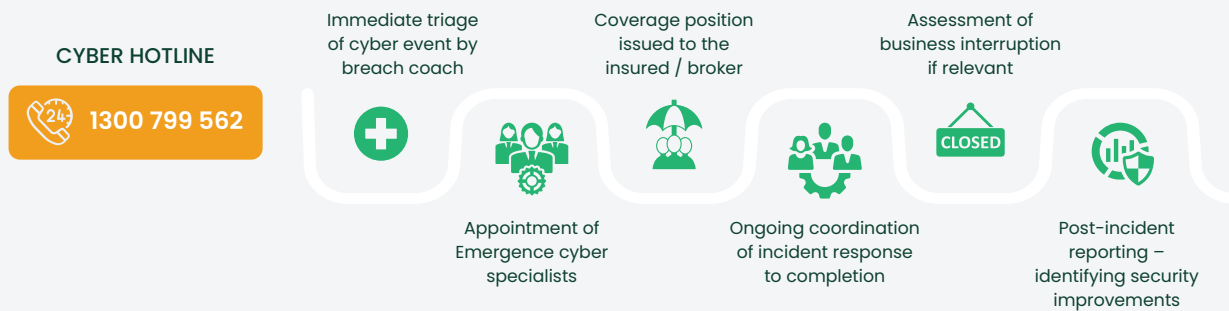 CYBER HOTLINE
24
1300 799 562
Immediate triage
of cyber event by
breach coach
Appointment of
Emergence cyber
specialists
Coverage position
issued to the
insured / broker
Ongoing coordination
of incident response
to completion
Assessment of
business interruption
if relevant
CLOSED
Post-incident
reporting –
identifying security
improvements